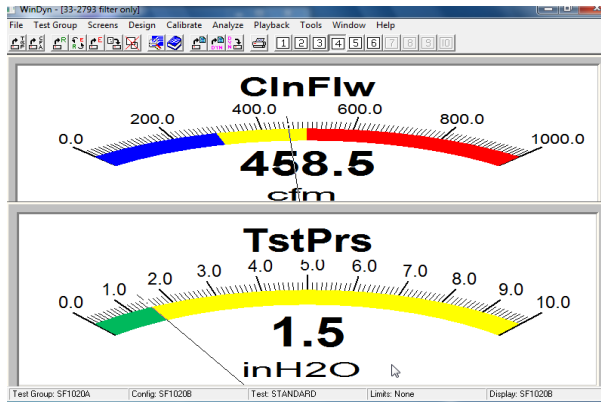 WinDyn - [33-2793 filter only]
File Test Group Screens Design Calibrate Analyze Playback Tools Window Help
1 2 3 4 5 6 7 8 9 10
ClnFlw
0.0 200.0 400.0 600.0 800.0 1000.0
458.5
cfm
TstPrs
0.0 1.0 2.0 3.0 4.0 5.0 6.0 7.0 8.0 9.0 10.0
1.5
inH2O
Test Group: SF1020A Config: SF1020B Test: STANDARD Limits: None Display: SF1020B